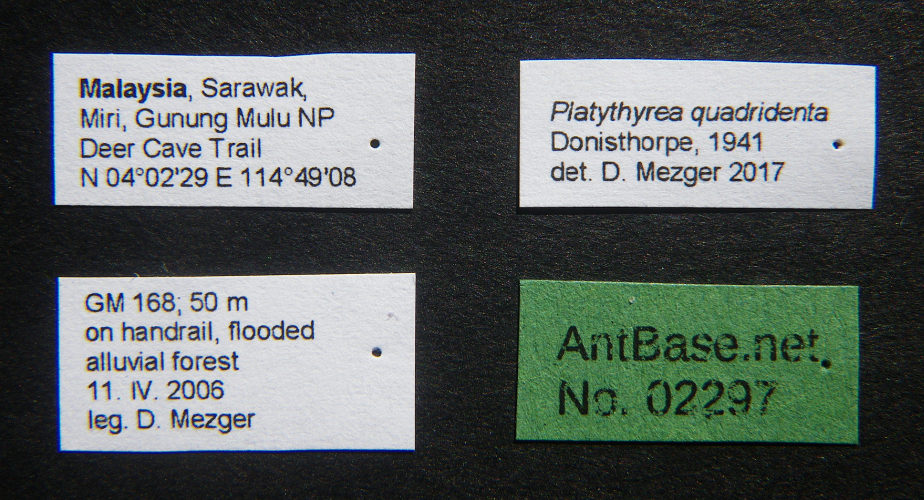 Malaysia, Sarawak,
Miri, Gunung Mulu NP
Deer Cave Trail
N 04°02'29 E 114°49'08
Platythyrea quadridenta
Donisthorpe, 1941
det. D. Mezger 2017
GM 168; 50 m
on handrail, flooded
alluvial forest
11. IV. 2006
leg. D. Mezger
AntBase.net
No. 02297